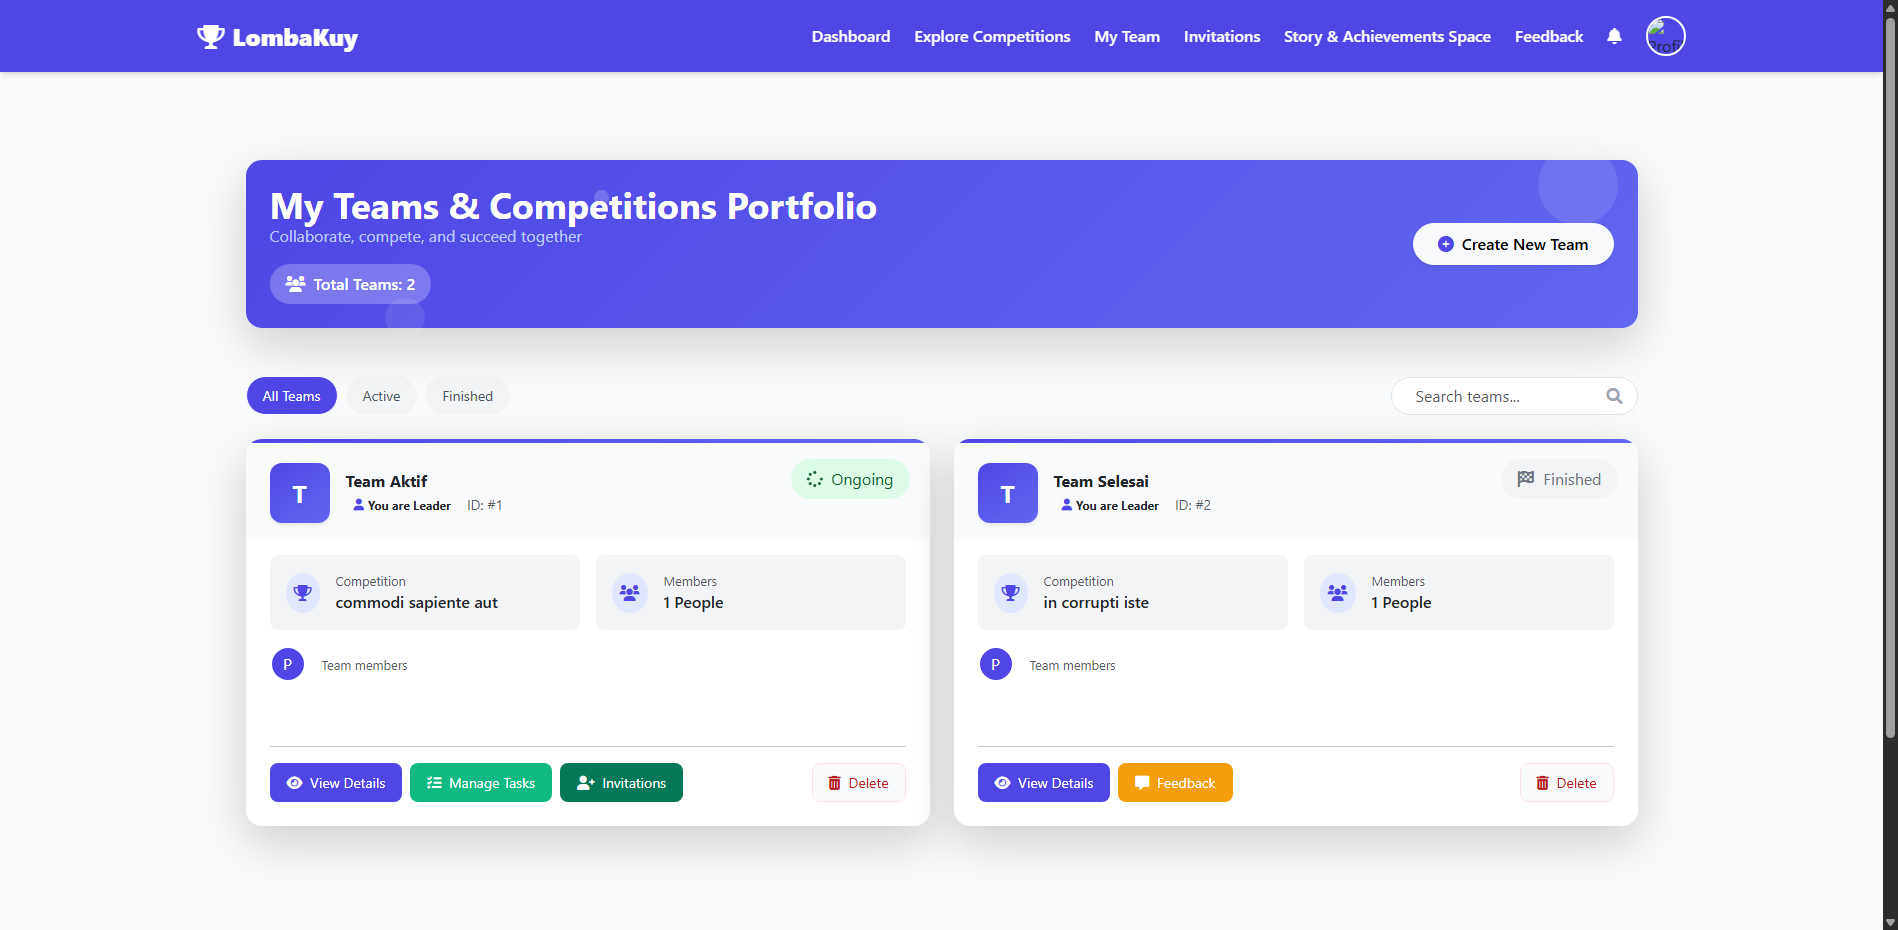 LombaKuy
Dashboard
Explore Competitions
My Team
Invitations
Story & Achievements Space
Feedback
Profi
My Teams & Competitions Portfolio
Collaborate, compete, and succeed together
Total Teams: 2
Create New Team
All Teams
Active
Finished
Search teams...
T
Team Aktif
You are Leader
ID: #1
Ongoing
Competition
commodi sapiente aut
Members
1 People
P
Team members
View Details
Manage Tasks
Invitations
Delete
T
Team Selesai
You are Leader
ID: #2
Finished
Competition
in corrupti iste
Members
1 People
P
Team members
View Details
Feedback
Delete